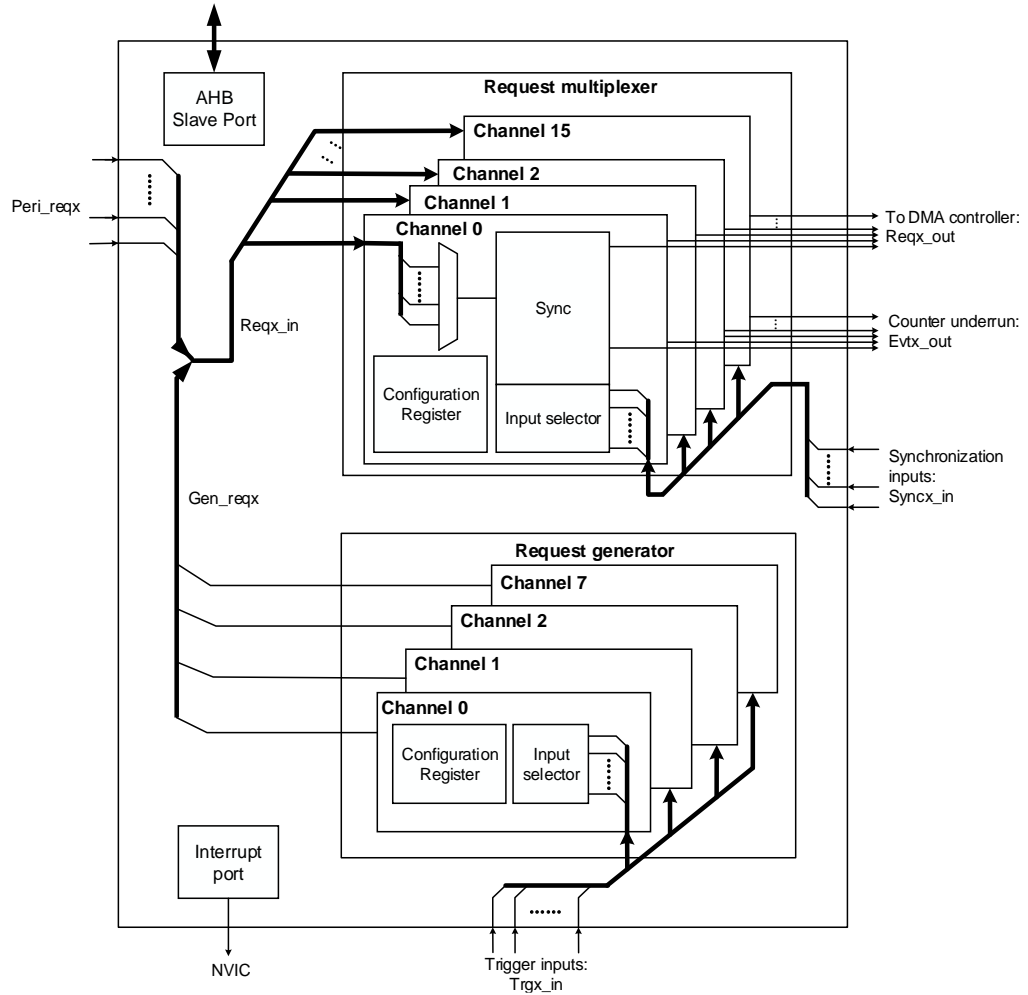 AHB
Slave Port
Request multiplexer
Channel 15
Channel 2
Channel 1
Channel 0
Peri_reqx
To DMA controller:
Reqx_out
Sync
Reqx_in
Counter underrun:
Evtx_out
Configuration
Register
Input selector
Synchronization
inputs:
Syncx_in
Gen_reqx
Request generator
Channel 7
Channel 2
Channel 1
Channel 0
Configuration
Register
Input
selector
Interrupt
port
NVIC
Trigger inputs:
Trgx_in